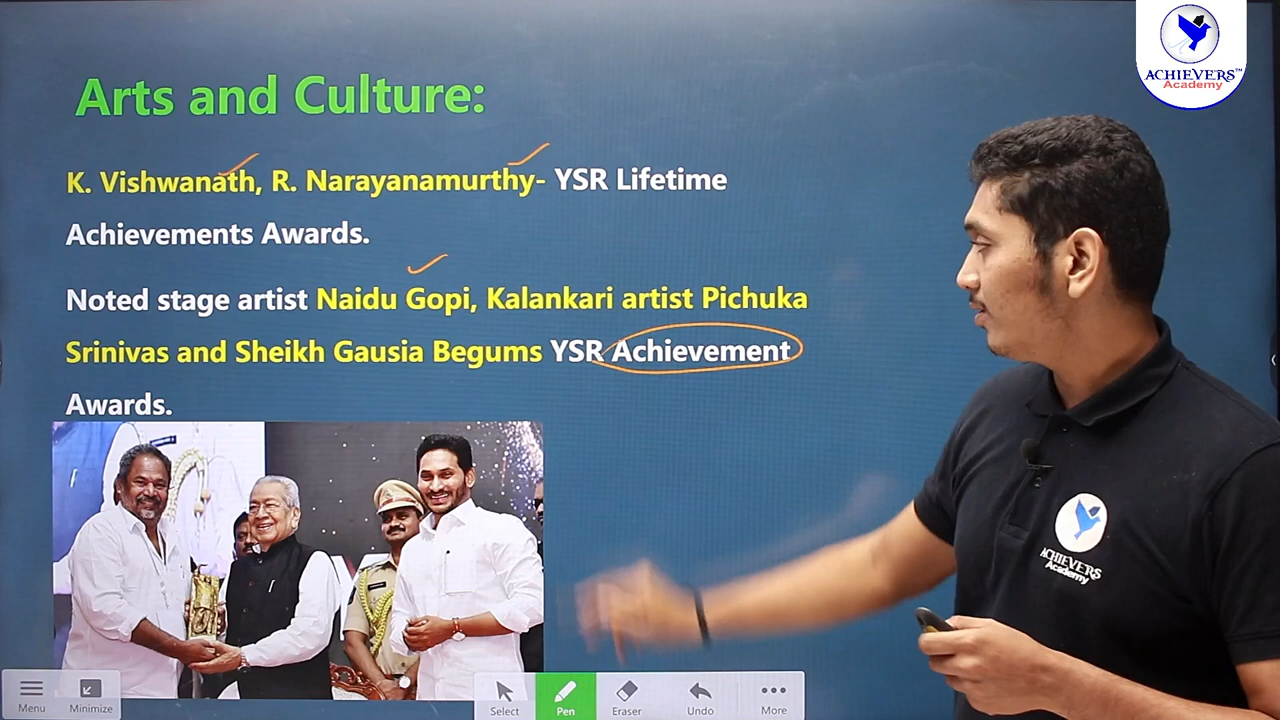 ACHIEVERS™
Academy
Arts and Culture:
K. Vishwanath, R. Narayanamurthy- YSR Lifetime
Achievements Awards.
Noted stage artist Naidu Gopi, Kalankari artist Pichuka
Srinivas and Sheikh Gausia Begums YSR Achievement
Awards.
ACHIEVERS
Academy
Menu
Minimize
Select
Pen
Eraser
Undo
More